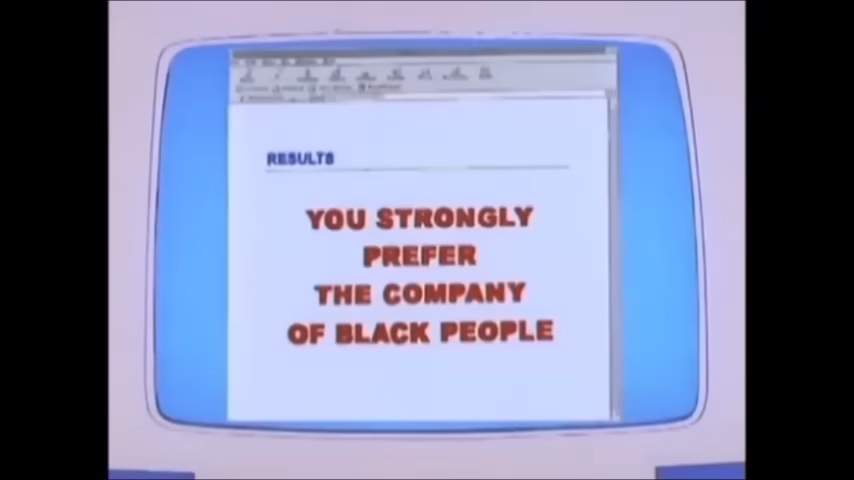 RESULTS
YOU STRONGLY
PREFER
THE COMPANY
OF BLACK PEOPLE